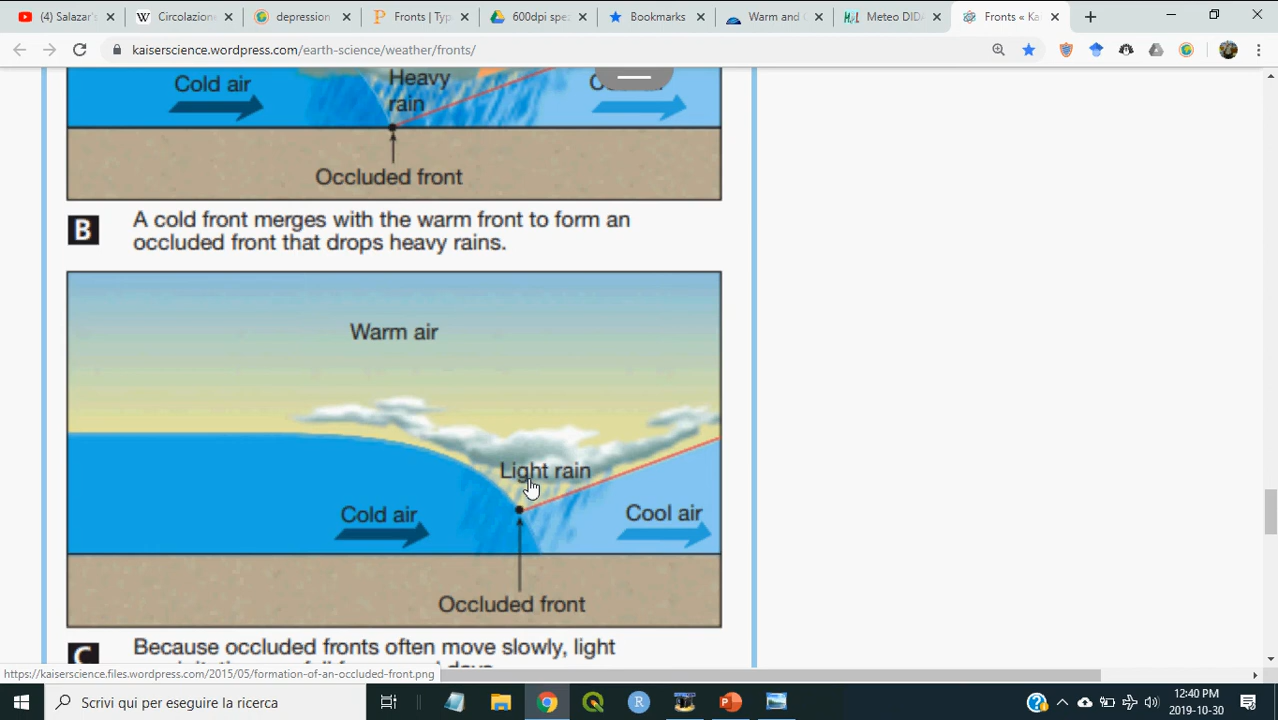 (4) Salazar's
Circolazione
depression
Fronts | Typ
600dpi spe
Bookmarks
Warm and
Meteo DIDA
Fronts « Ka
kaiserscience.wordpress.com/earth-science/weather/fronts/
Cold air
Heavy
rain
Occluded front
B
A cold front merges with the warm front to form an
occluded front that drops heavy rains.
Warm air
Light rain
Cold air
Cool air
Occluded front
C
Because occluded fronts often move slowly, light
https://kaiserscience.files.wordpress.com/2015/05/formation-of-an-occluded-front.png
Scrivi qui per eseguire la ricerca
12:40 PM
2019-10-30